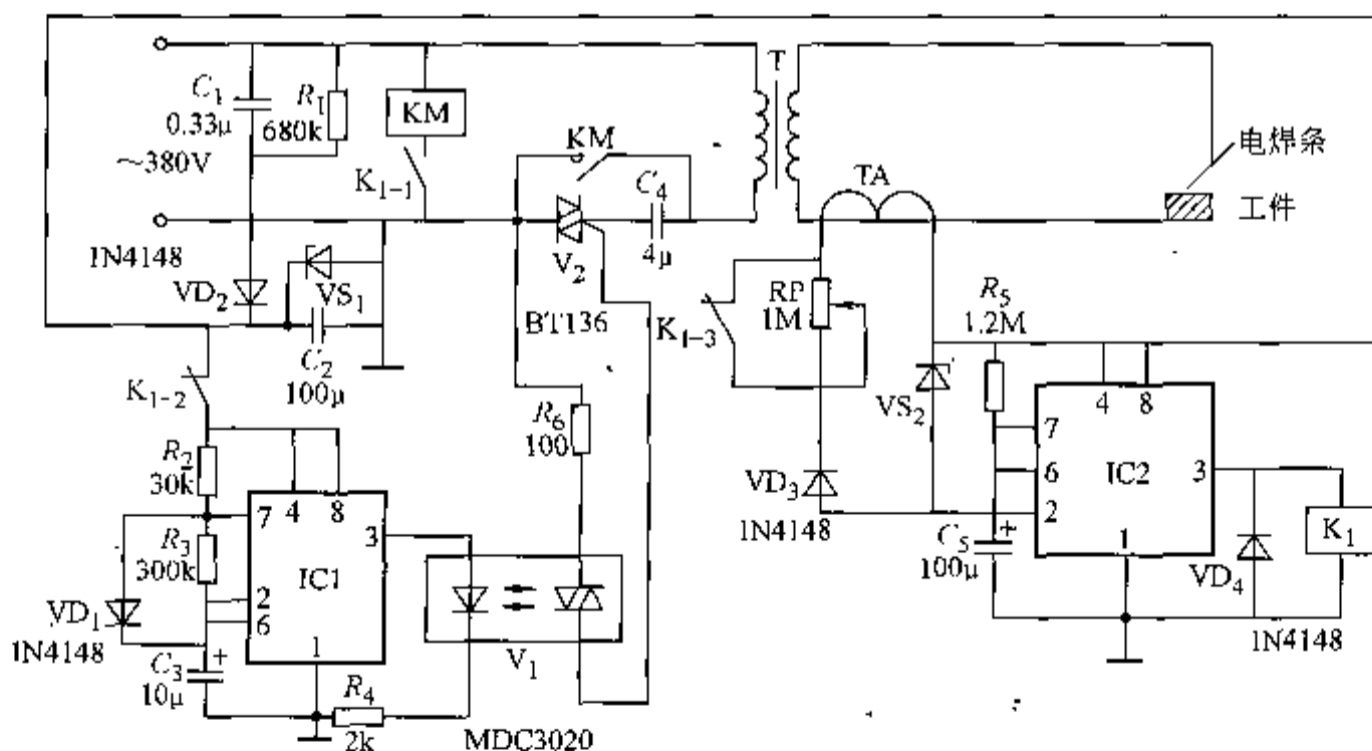 C1
0.33μ
R1
680k
KM
K1-1
~380V
T
KM
C4
4μ
V2
BT136
TA
电焊条
工件
1N4148
VD2
VS1
C2
100μ
K1-2
RP
1M
K1-3
R5
1.2M
VS2
R6
100
VD3
1N4148
4
8
7
6
2
IC2
3
1
C5
100μ
VD4
K1
1N4148
R2
30k
R3
300k
7
4
8
3
IC1
2
6
1
VD1
1N4148
C3
10μ
+
+
R4
2k
V1
MDC3020